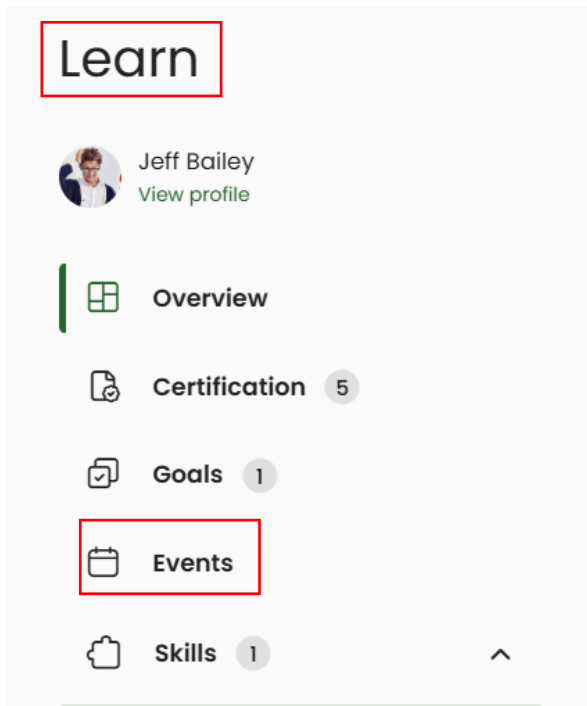 Learn
Jeff Bailey
View profile
Overview
Certification 5
Goals 1
Events
Skills 1